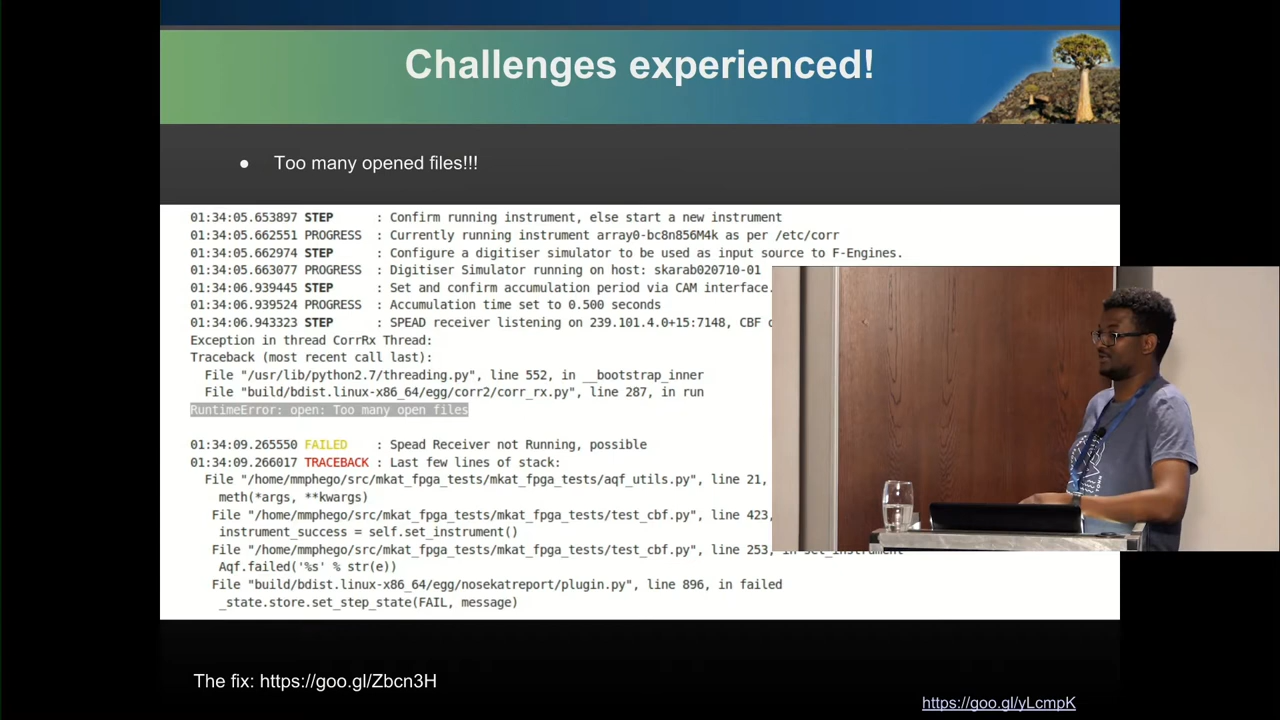 Challenges experienced!
● Too many opened files!!!
01:34:05.653897 STEP : Confirm running instrument, else start a new instrument
01:34:05.662551 PROGRESS : Currently running instrument array0-bc8n856M4k as per /etc/corr
01:34:05.662974 STEP : Configure a digitiser simulator to be used as input source to F-Engines.
01:34:05.663077 PROGRESS : Digitiser Simulator running on host: skarab020710-01
01:34:06.939445 STEP : Set and confirm accumulation period via CAM interface.
01:34:06.939524 PROGRESS : Accumulation time set to 0.500 seconds
01:34:06.943323 STEP : SPEAD receiver listening on 239.101.4.0+15:7148, CBF
Exception in thread CorrRx Thread:
Traceback (most recent call last):
File "/usr/lib/python2.7/threading.py", line 552, in __bootstrap_inner
File "build/bdist.linux-x86_64/egg/corr2/corr_rx.py", line 287, in run
RuntimeError: open: Too many open files
01:34:09.265550 FAILED : Spead Receiver not Running, possible
01:34:09.266017 TRACEBACK : Last few lines of stack:
File "/home/mmphego/src/mkat_fpga_tests/mkat_fpga_tests/aqf_utils.py", line 21,
meth(*args, **kwargs)
File "/home/mmphego/src/mkat_fpga_tests/mkat_fpga_tests/test_cbf.py", line 423,
instrument_success = self.set_instrument()
File "/home/mmphego/src/mkat_fpga_tests/mkat_fpga_tests/test_cbf.py", line 253, in set_instrument
Aqf.failed('%s' % str(e))
File "build/bdist.linux-x86_64/egg/nosekatreport/plugin.py", line 896, in failed
_state.store.set_step_state(FAIL, message)
The fix: https://goo.gl/Zbcn3H
https://goo.gl/yLcmpK